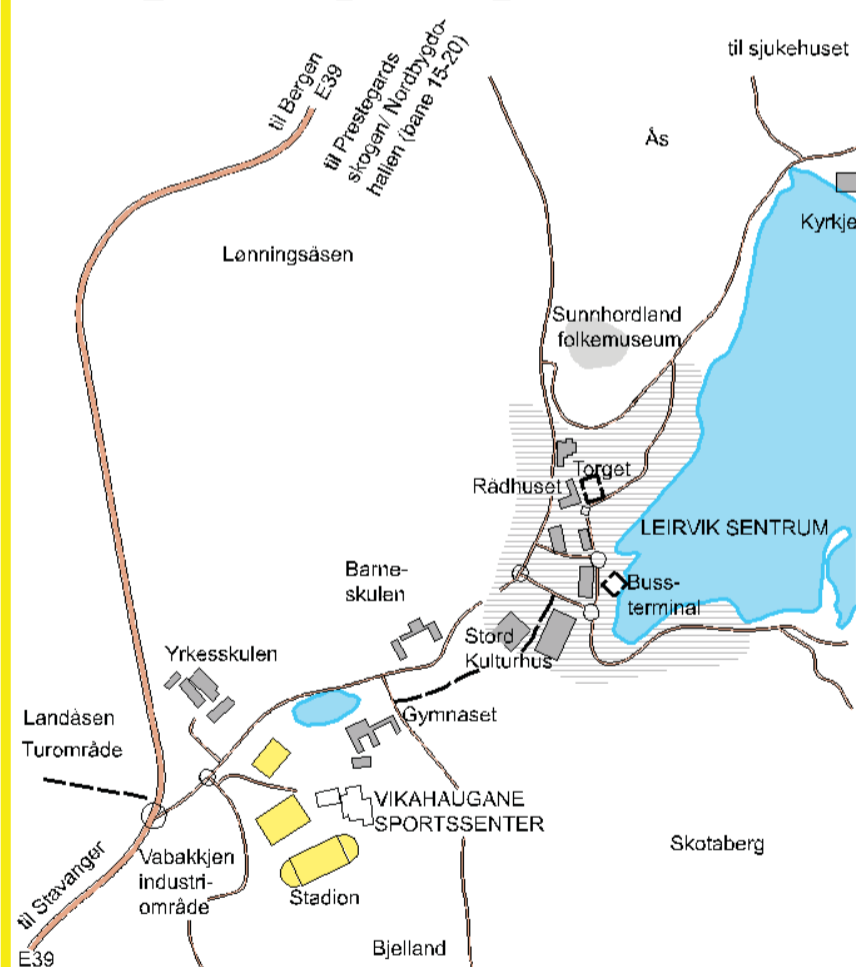 til sjukehuset
til Bergen
E39
til Prestegards
skogen/ Nordbygdo-
hallen (bane 15-20)
Ås
Kyrkje
Lønningsåsen
Sunnhordland
folkemuseum
Torget
Rådhuset
LEIRVIK SENTRUM
Barne-
skulen
Buss-
terminal
Stord
Kulturhus
Yrkesskulen
Landåsen
Turområde
Gymnaset
VIKAHAUGANE
SPORTSSENTER
Skotaberg
Vabakkjen
industri-
område
Stadion
til Stavanger
E39
Bjelland